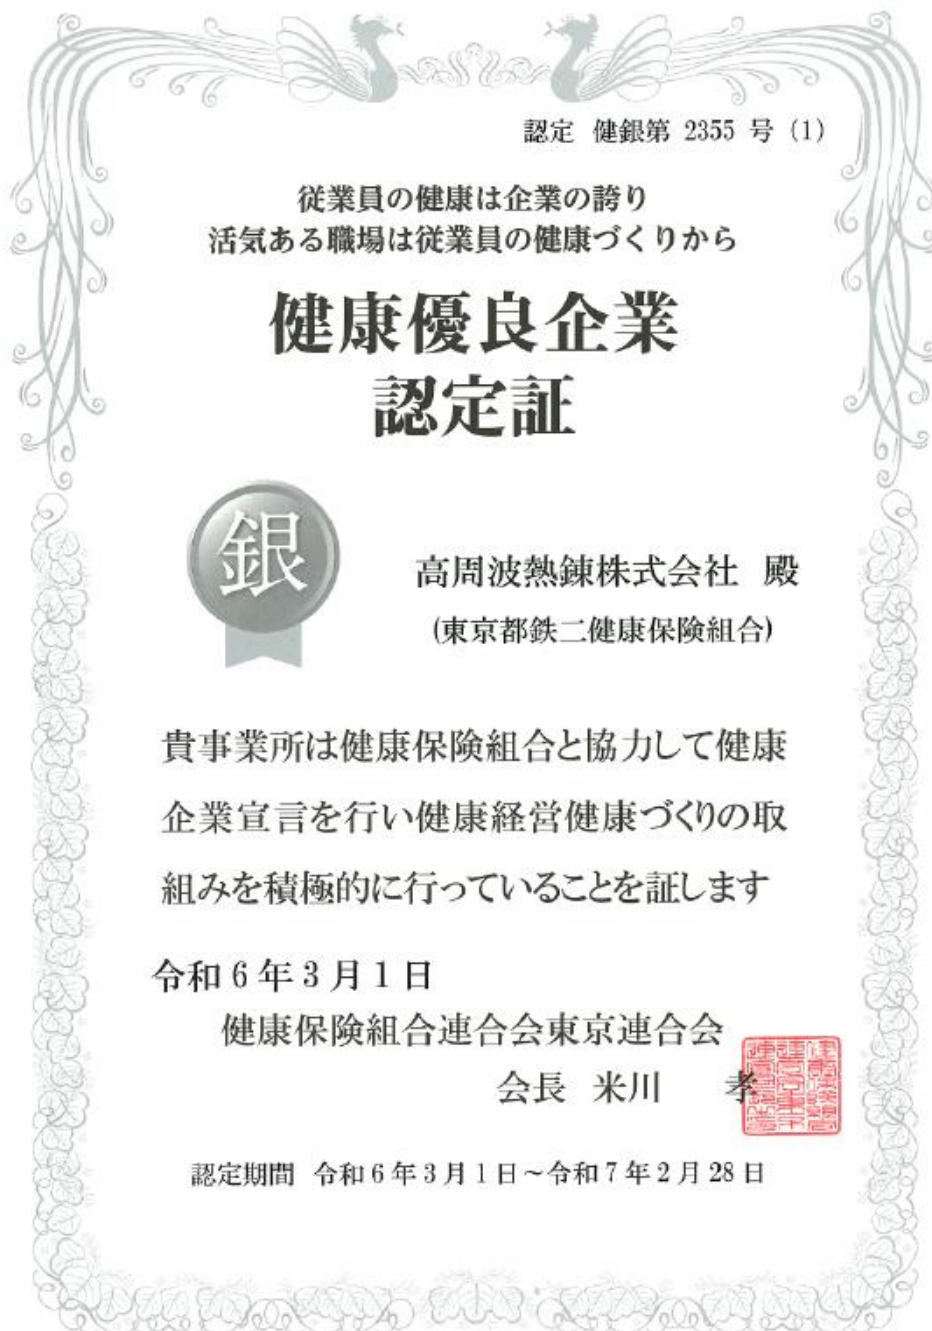 認定 健銀第 2355 号 (1)
従業員の健康は企業の誇り
活気ある職場は従業員の健康づくりから
健康優良企業
認定証
銀
高周波熱錬株式会社 殿
(東京都鉄二健康保険組合)
貴事業所は健康保険組合と協力して健康
企業宣言を行い健康経営健康づくりの取
組みを積極的に行っていることを証します
令和6年3月1日
健康保険組合連合会東京連合会
会長 米川 孝
認定期間 令和6年3月1日～令和7年2月28日